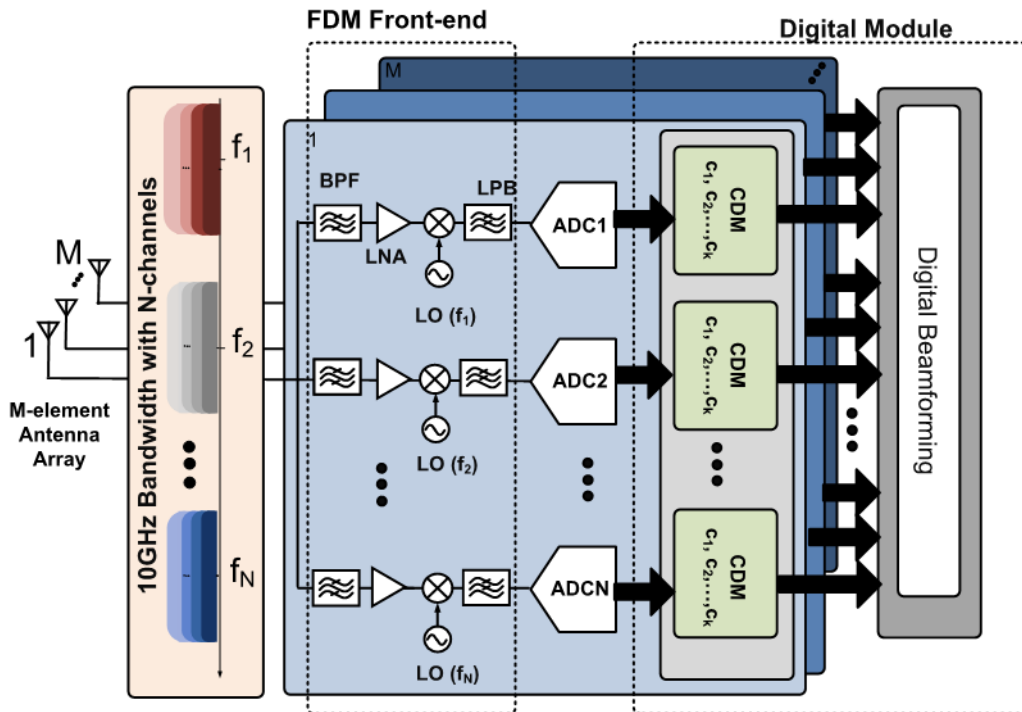 FDM Front-end
Digital Module
M
1
BPF
LPB
LNA
ADC1
LO (f₁)
CDM
c₁, c₂,...,cₖ
f₁
M
1
M-element
Antenna
Array
10GHz Bandwidth with N-channels
f₂
ADC2
LO (f₂)
CDM
c₁, c₂,...,cₖ
fN
ADCN
LO (fN)
CDM
c₁, c₂,...,cₖ
Digital Beamforming